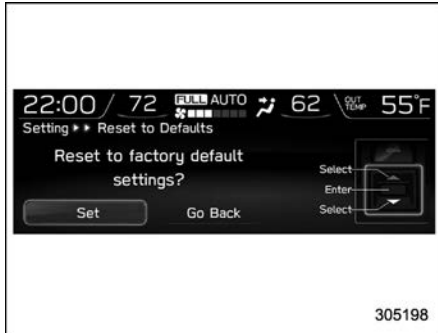 22:00 72 FULL AUTO 62 OUT TEMP 55°F
Setting ▸▸ Reset to Defaults
Reset to factory default
settings?
Select
Enter
Select
Set Go Back
305198